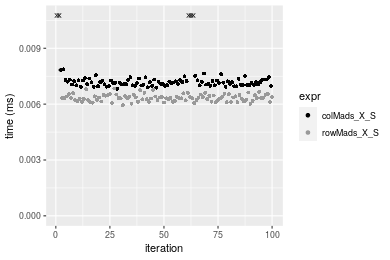 0.009
0.006
0.003
0.000
time (ms)
0
25
50
75
100
iteration
expr
colMads_X_S
rowMads_X_S